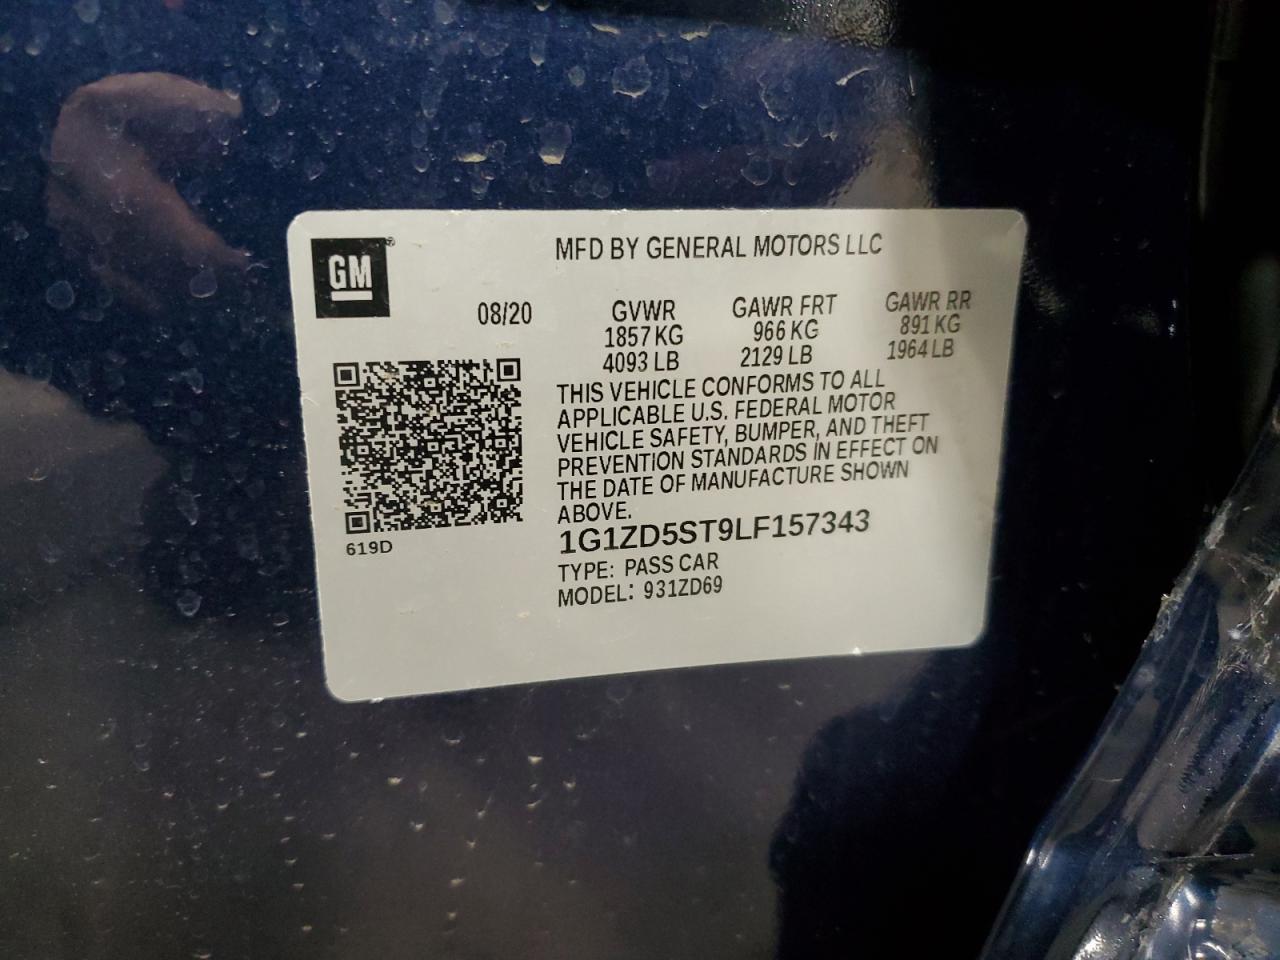 GM®
MFD BY GENERAL MOTORS LLC
08/20 GVWR GAWR FRT GAWR RR
1857 KG 966 KG 891 KG
4093 LB 2129 LB 1964 LB
THIS VEHICLE CONFORMS TO ALL
APPLICABLE U.S. FEDERAL MOTOR
VEHICLE SAFETY, BUMPER, AND THEFT
PREVENTION STANDARDS IN EFFECT ON
THE DATE OF MANUFACTURE SHOWN
ABOVE.
1G1ZD5ST9LF157343
619D
TYPE: PASS CAR
MODEL: 931ZD69